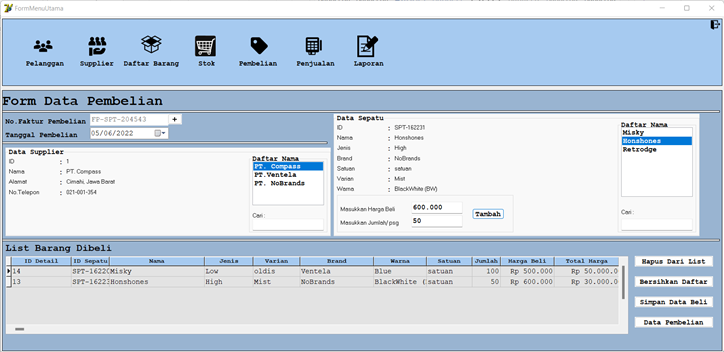 FormMenuUtama
Pelanggan Supplier Daftar Barang Stok Pembelian Penjualan Laporan
Form Data Pembelian
No.Faktur Pembelian FP-SPT-204543 +
Tanggal Pembelian 05/06/2022
Data Supplier
ID : 1
Nama : PT. Compass
Alamat : Cimahi, Jawa Barat
No.Telepon : 021-001-354
Daftar Nama
PT. Compass
PT.Ventela
PT. NoBrands
Cari :
Data Sepatu
ID : SPT-162231
Nama : Honshones
Jenis : High
Brand : NoBrands
Satuan : satuan
Varian : Mist
Warna : BlackWhite (BW)
Masukkan Harga Beli 600.000
Masukkan Jumlah/ psg 50
Tambah
Daftar Nama
Misky
Honshones
Retrodge
Cari :
List Barang Dibeli
ID Detail ID Sepatu Nama Jenis Varian Brand Warna Satuan Jumlah Harga Beli Total Harga
14 SPT-1622 Misky Low oldis Ventela Blue satuan 100 Rp 500.000 Rp 50.000.0
13 SPT-1622 Honshones High Mist NoBrands BlackWhite ( satuan 50 Rp 600.000 Rp 30.000.0
Hapus Dari List
Bersihkan Daftar
Simpan Data Beli
Data Pembelian